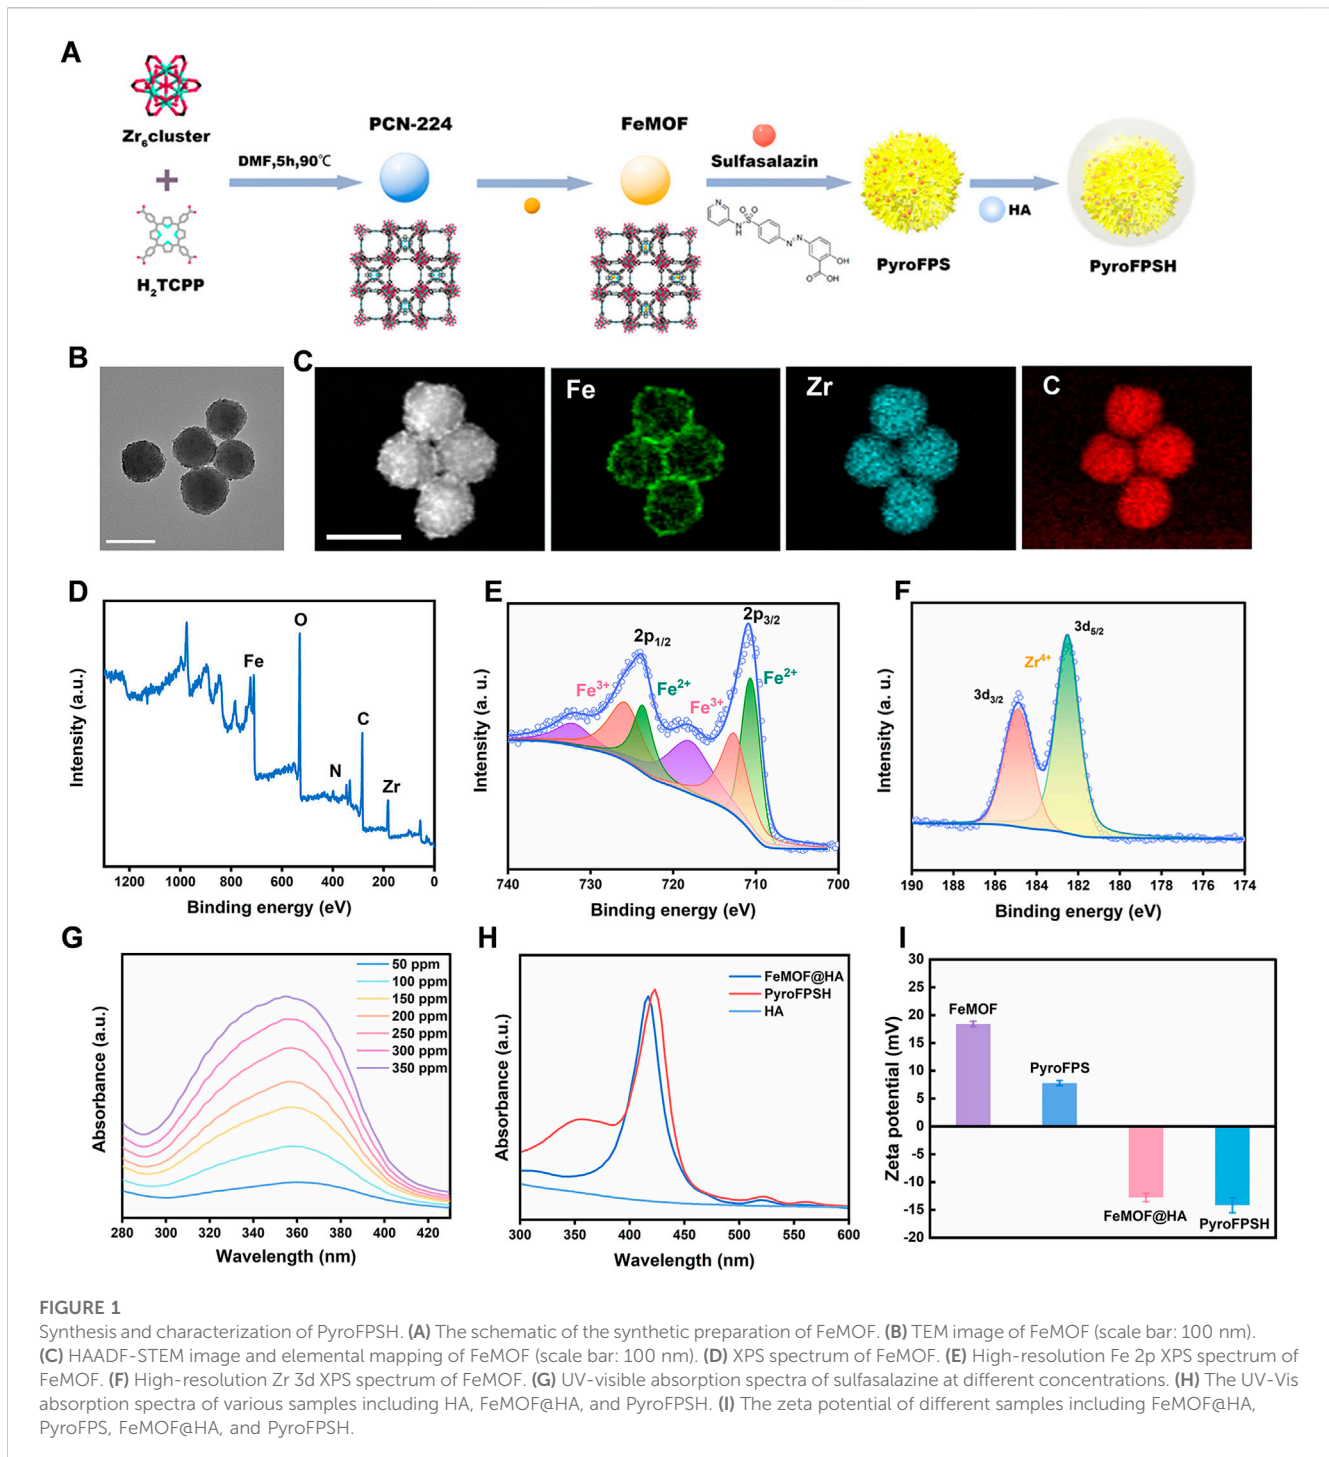 A
Zr6cluster
H2TCPP
DMF,5h,90℃
PCN-224
FeMOF
Sulfasalazin
N
O
O
S
NH
N
N
OH
O
OH
PyroFPS
HA
PyroFPSH
B
C
Fe
Zr
C
D
Intensity (a.u.)
Fe
O
N
C
Zr
1200 1000 800 600 400 200 0
Binding energy (eV)
E
Intensity (a. u.)
2p1/2
2p3/2
Fe3+
Fe2+
Fe3+
Fe2+
740 730 720 710 700
Binding energy (eV)
F
Intensity (a. u.)
3d5/2
Zr4+
3d3/2
190 188 186 184 182 180 178 176 174
Binding energy (eV)
G
Absorbance (a.u.)
50 ppm
100 ppm
150 ppm
200 ppm
250 ppm
300 ppm
350 ppm
280 300 320 340 360 380 400 420
Wavelength (nm)
H
Absorbance (a.u.)
FeMOF@HA
PyroFPSH
HA
300 350 400 450 500 550 600
Wavelength (nm)
I
Zeta potential (mV)
30
25
20
15
10
5
0
-5
-10
-15
-20
FeMOF
PyroFPS
FeMOF@HA
PyroFPSH
FIGURE 1
Synthesis and characterization of PyroFPSH. (A) The schematic of the synthetic preparation of FeMOF. (B) TEM image of FeMOF (scale bar: 100 nm).
(C) HAADF-STEM image and elemental mapping of FeMOF (scale bar: 100 nm). (D) XPS spectrum of FeMOF. (E) High-resolution Fe 2p XPS spectrum of
FeMOF. (F) High-resolution Zr 3d XPS spectrum of FeMOF. (G) UV-visible absorption spectra of sulfasalazine at different concentrations. (H) The UV-Vis
absorption spectra of various samples including HA, FeMOF@HA, and PyroFPSH. (I) The zeta potential of different samples including FeMOF@HA,
PyroFPS, FeMOF@HA, and PyroFPSH.